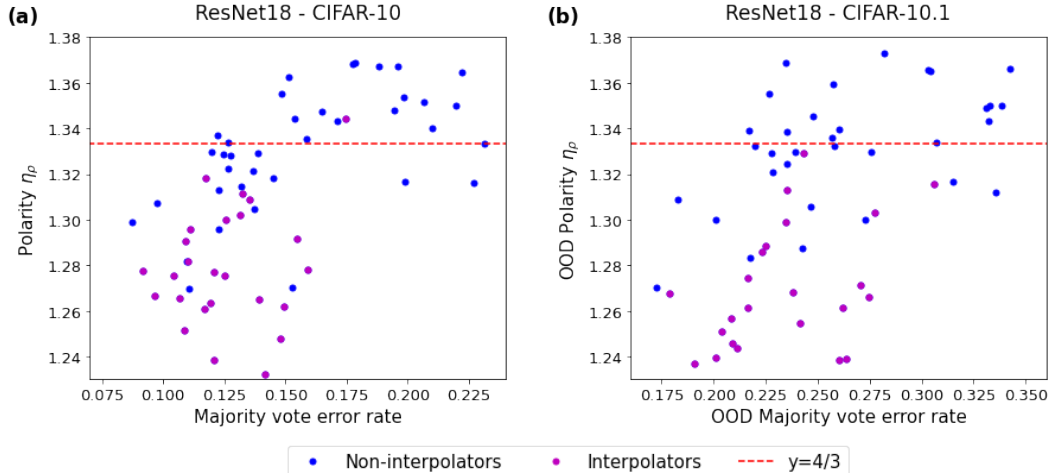 (a)
ResNet18 - CIFAR-10
1.38
1.36
1.34
1.32
1.30
1.28
1.26
1.24
Polarity ηρ
0.075 0.100 0.125 0.150 0.175 0.200 0.225
Majority vote error rate
(b)
ResNet18 - CIFAR-10.1
1.38
1.36
1.34
1.32
1.30
1.28
1.26
1.24
OOD Polarity ηρ
0.175 0.200 0.225 0.250 0.275 0.300 0.325 0.350
OOD Majority vote error rate
Non-interpolators Interpolators y=4/3